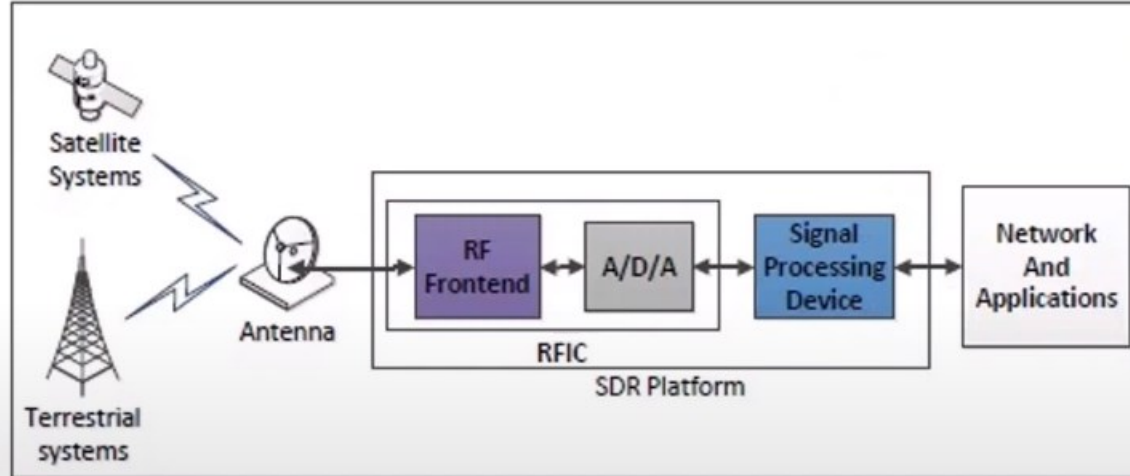 Satellite
Systems
Terrestrial
systems
Antenna
RF
Frontend
A/D/A
RFIC
Signal
Processing
Device
SDR Platform
Network
And
Applications